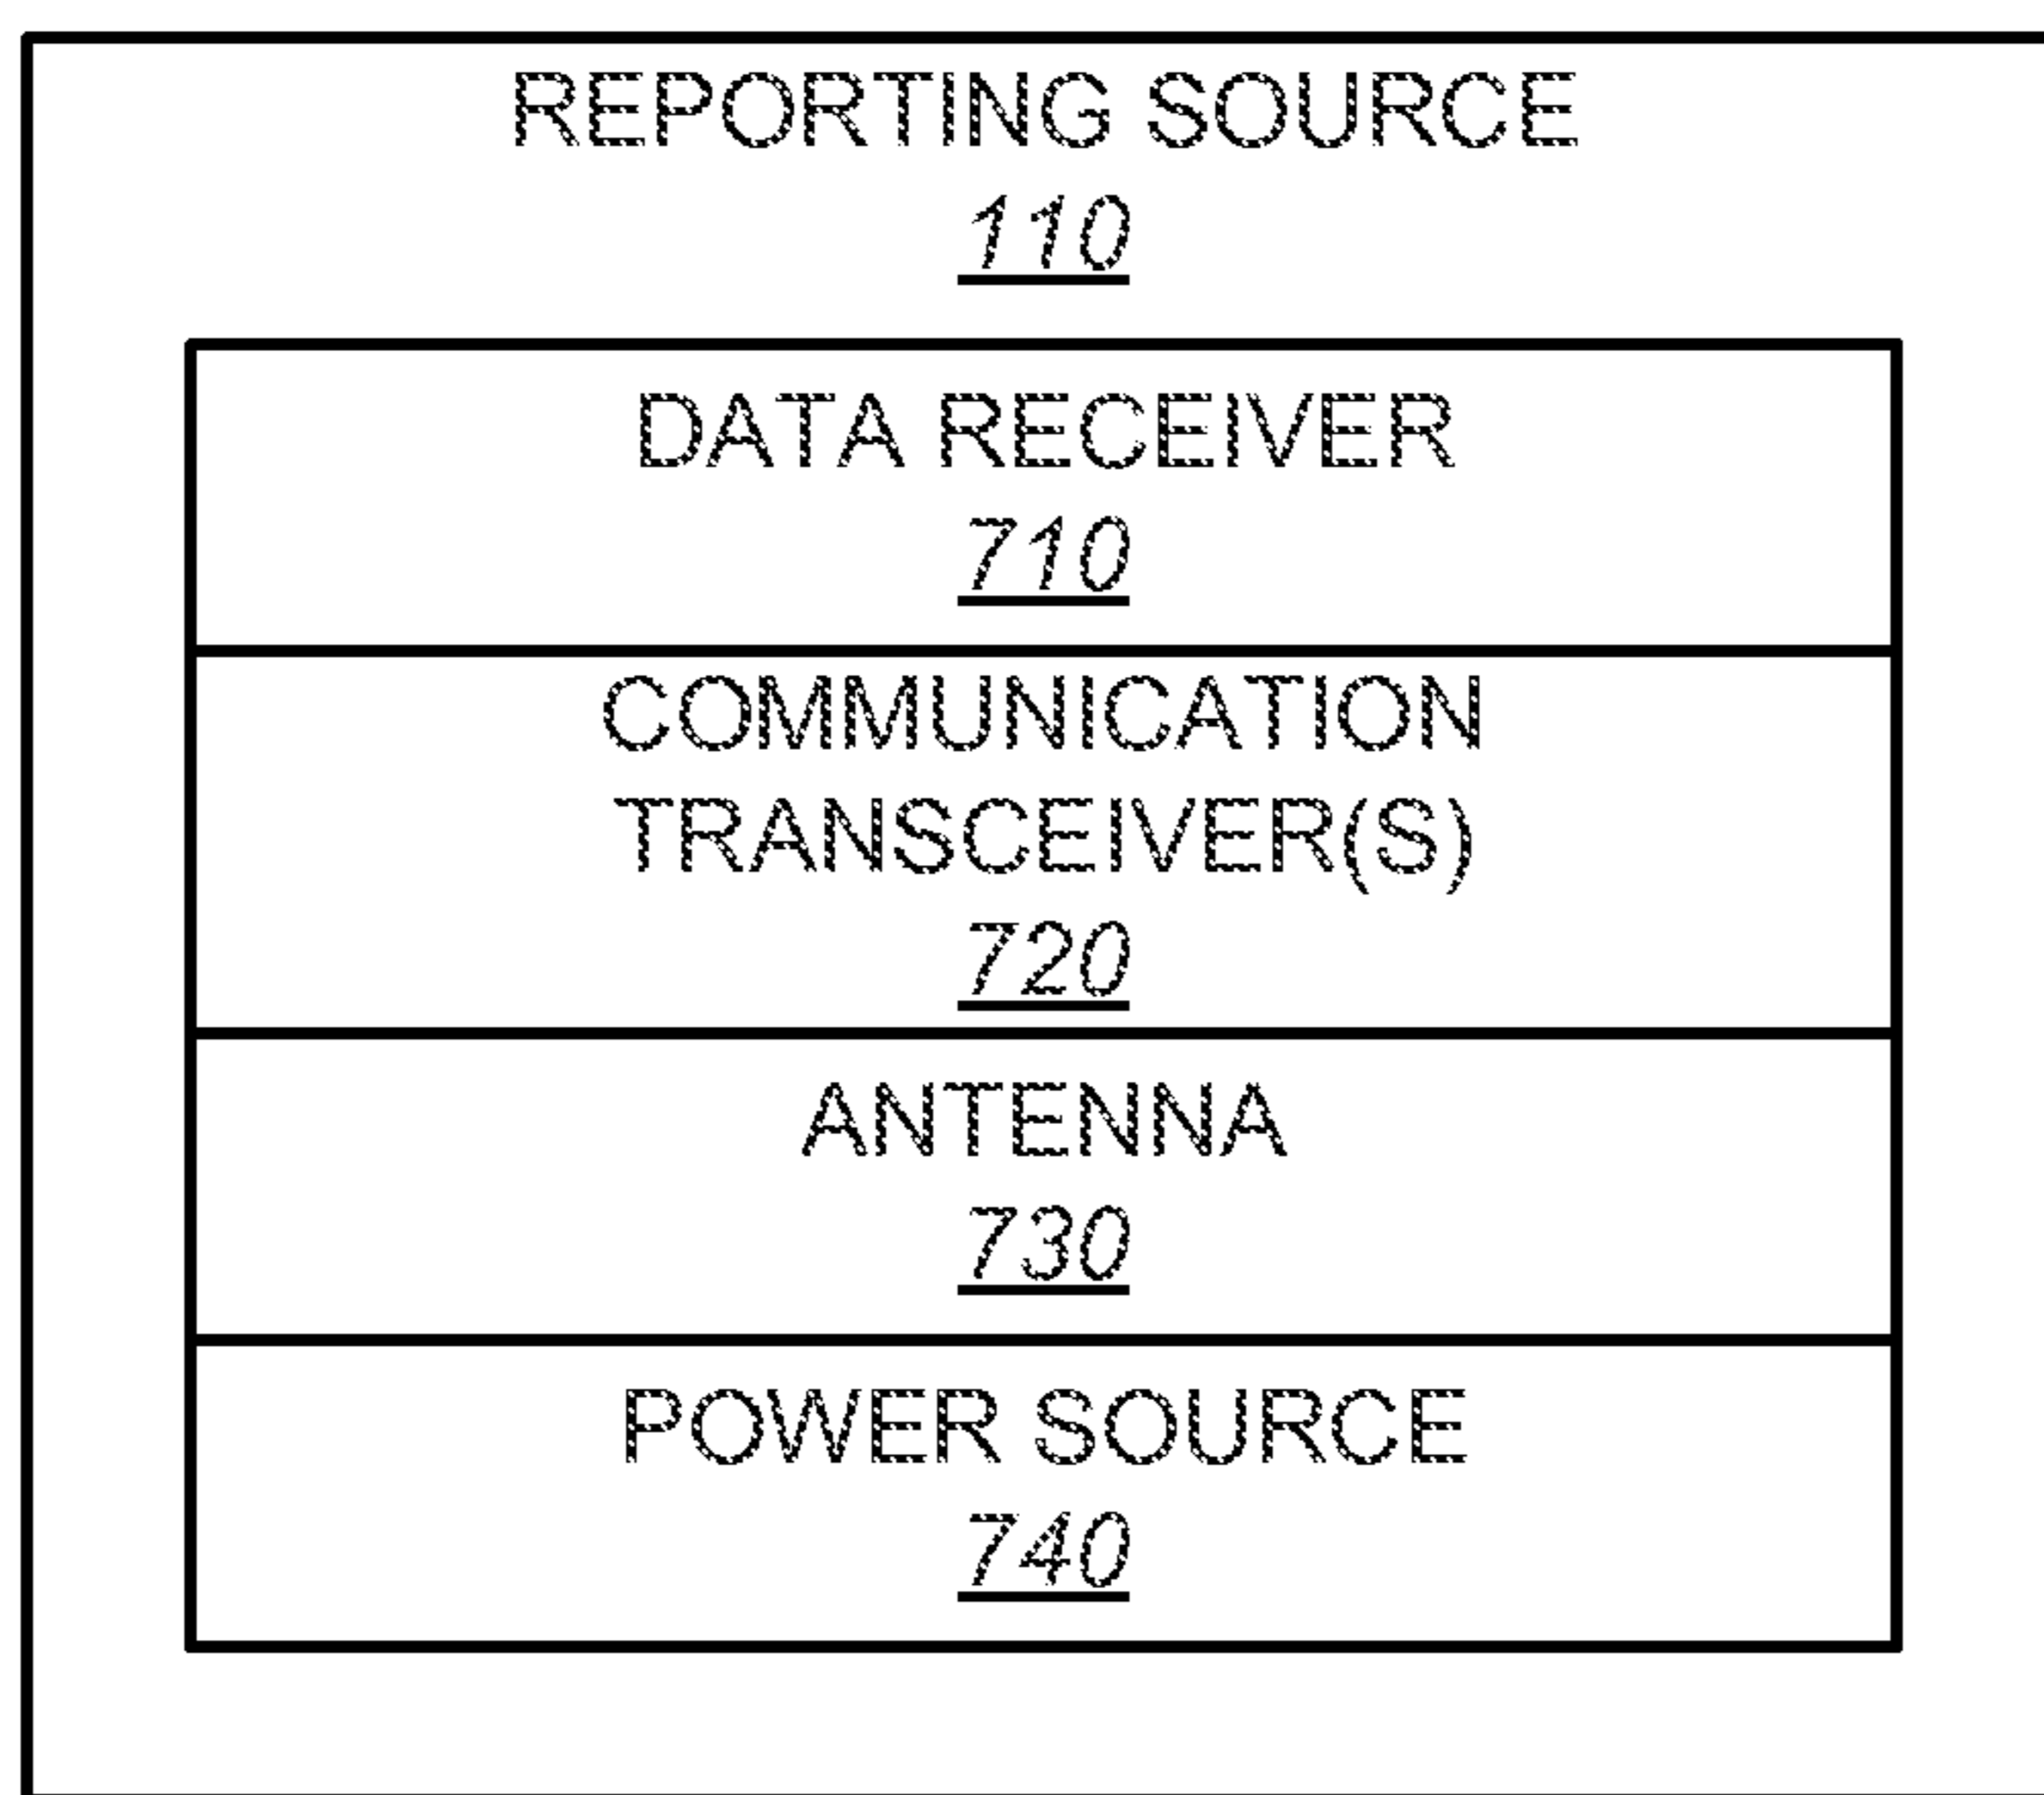 REPORTING SOURCE
110
DATA RECEIVER
710
COMMUNICATION
TRANSCEIVER(S)
720
ANTENNA
730
POWER SOURCE
740